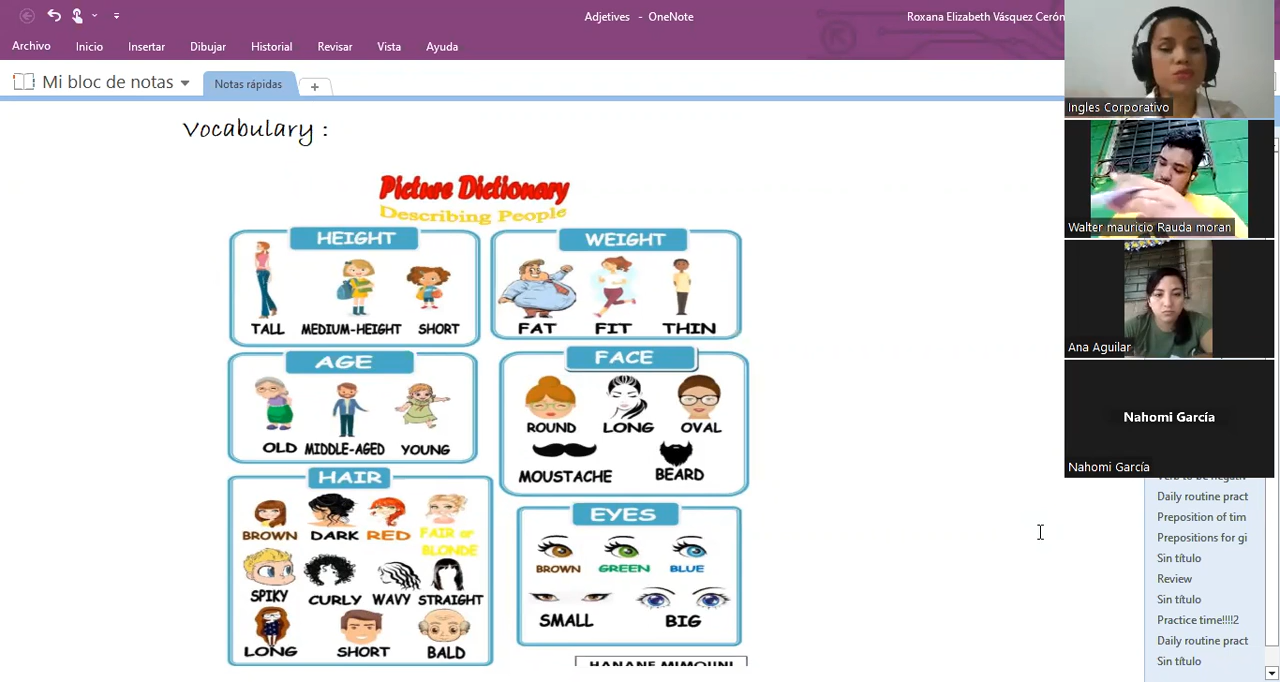 Adjetives - OneNote
Roxana Elizabeth Vásquez Cerón
Archivo Inicio Insertar Dibujar Historial Revisar Vista Ayuda
Mi bloc de notas
Notas rápidas
+
Vocabulary :
Picture Dictionary
Describing People
HEIGHT
TALL MEDIUM-HEIGHT SHORT
WEIGHT
FAT FIT THIN
AGE
OLD MIDDLE-AGED YOUNG
FACE
ROUND LONG OVAL
MOUSTACHE BEARD
HAIR
BROWN DARK RED FAIR or
BLONDE
SPIKY CURLY WAVY STRAIGHT
LONG SHORT BALD
EYES
BROWN GREEN BLUE
SMALL BIG
HANANE MIMOUNI
Ingles Corporativo
Walter mauricio Rauda moran
Ana Aguilar
Nahomi García
Nahomi García
Daily routine pract
Preposition of tim
Prepositions for gi
Sin título
Review
Sin título
Practice time!!!!2
Daily routine pract
Sin título